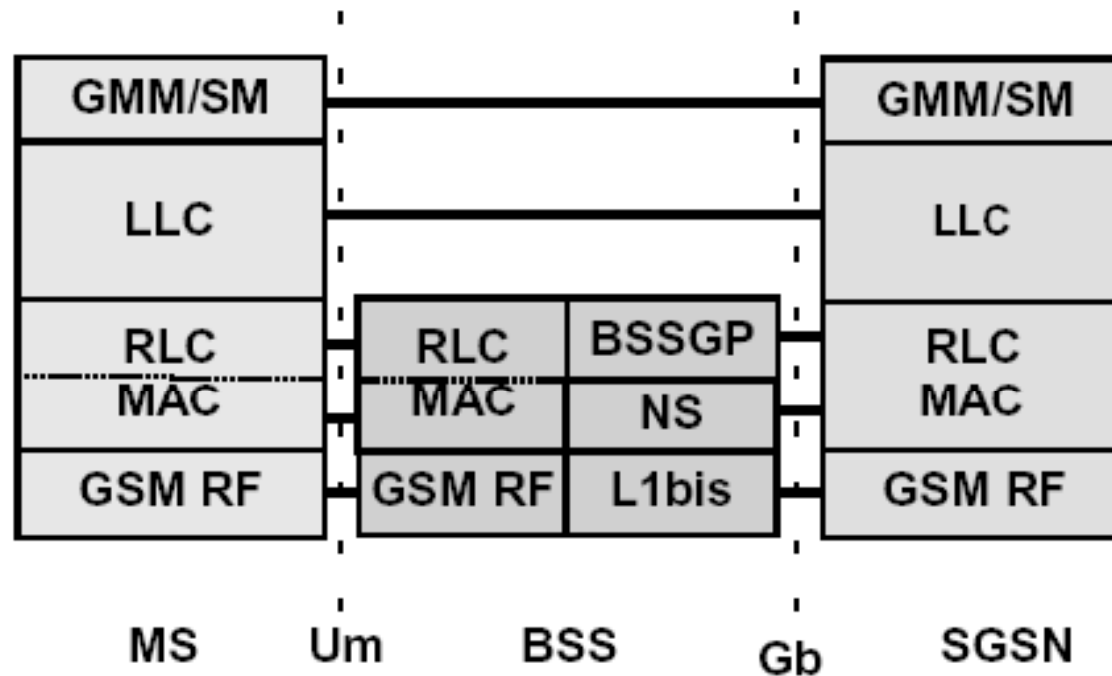 GMM/SM
LLC
RLC
MAC
GSM RF
RLC
MAC
GSM RF
BSSGP
NS
L1bis
GMM/SM
LLC
RLC
MAC
GSM RF
MS
Um
BSS
Gb
SGSN